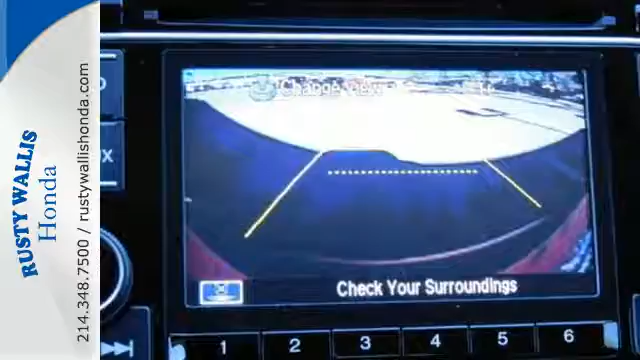 RUSTY WALLIS
Honda
214.348.7500 / rustywallishonda.com
Change View
Check Your Surroundings
1 2 3 4 5 6